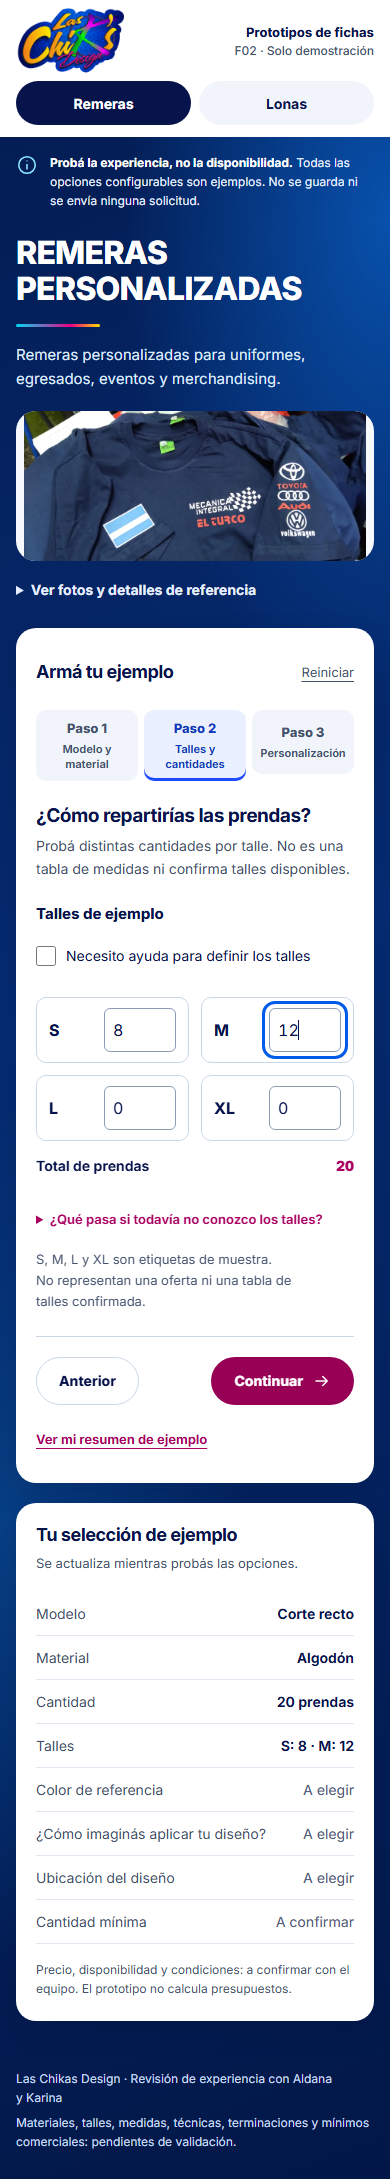 Las
Chikas
Design
Prototipos de fichas
F02 · Solo demostración
Remeras
Lonas
Probá la experiencia, no la disponibilidad. Todas las
opciones configurables son ejemplos. No se guarda ni
se envía ninguna solicitud.
REMERAS
PERSONALIZADAS
Remeras personalizadas para uniformes,
egresados, eventos y merchandising.
MECANICA
INTEGRAL
EL TURCO
TOYOTA
Audi
Volkswagen
Ver fotos y detalles de referencia
Armá tu ejemplo
Reiniciar
Paso 1
Modelo y
material
Paso 2
Talles y
cantidades
Paso 3
Personalización
¿Cómo repartirías las prendas?
Probá distintas cantidades por talle. No es una
tabla de medidas ni confirma talles disponibles.
Talles de ejemplo
Necesito ayuda para definir los talles
S 8
M 12
L 0
XL 0
Total de prendas 20
¿Qué pasa si todavía no conozco los talles?
S, M, L y XL son etiquetas de muestra.
No representan una oferta ni una tabla de
talles confirmada.
Anterior
Continuar →
Ver mi resumen de ejemplo
Tu selección de ejemplo
Se actualiza mientras probás las opciones.
Modelo Corte recto
Material Algodón
Cantidad 20 prendas
Talles S: 8 · M: 12
Color de referencia A elegir
¿Cómo imaginás aplicar tu diseño? A elegir
Ubicación del diseño A elegir
Cantidad mínima A confirmar
Precio, disponibilidad y condiciones: a confirmar con el
equipo. El prototipo no calcula presupuestos.
Las Chikas Design · Revisión de experiencia con Aldana
y Karina
Materiales, talles, medidas, técnicas, terminaciones y mínimos
comerciales: pendientes de validación.